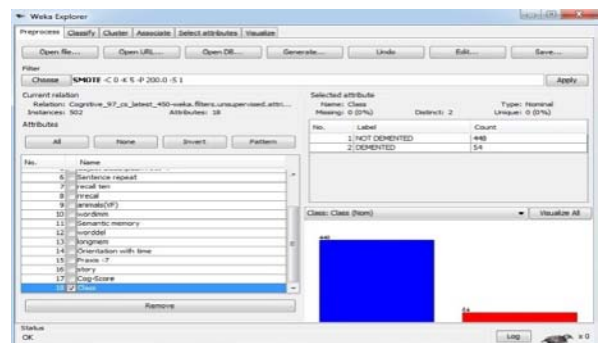 Weka Explorer
Preprocess Classify Cluster Associate Select attributes Visualize
Open file... Open URL... Open DB... Generate... Undo Edit... Save...
Filter
Choose SMOTE -C 0 -K 5 -P 200.0 -S 1 Apply
Current relation
Relation: Cognitive_97_cs_latest_450-weka.filters.unsupervised.attri...
Instances: 502 Attributes: 18
Attributes
All None Invert Pattern
No. Name
6 Sentence repeat
7 recall ten
8 nrecal
9 animals(VF)
10 wordimm
11 Semantic memory
12 worddel
13 longmem
14 Orientation with time
15 Praxis -7
16 story
17 Cog-Score
18 Class
Remove
Selected attribute
Name: Class Type: Nominal
Missing: 0 (0%) Distinct: 2 Unique: 0 (0%)
No. Label Count
1 NOT DEMENTED 448
2 DEMENTED 54
Class: Class (Nom) Visualize All
448
54
Status
OK
Log x 0